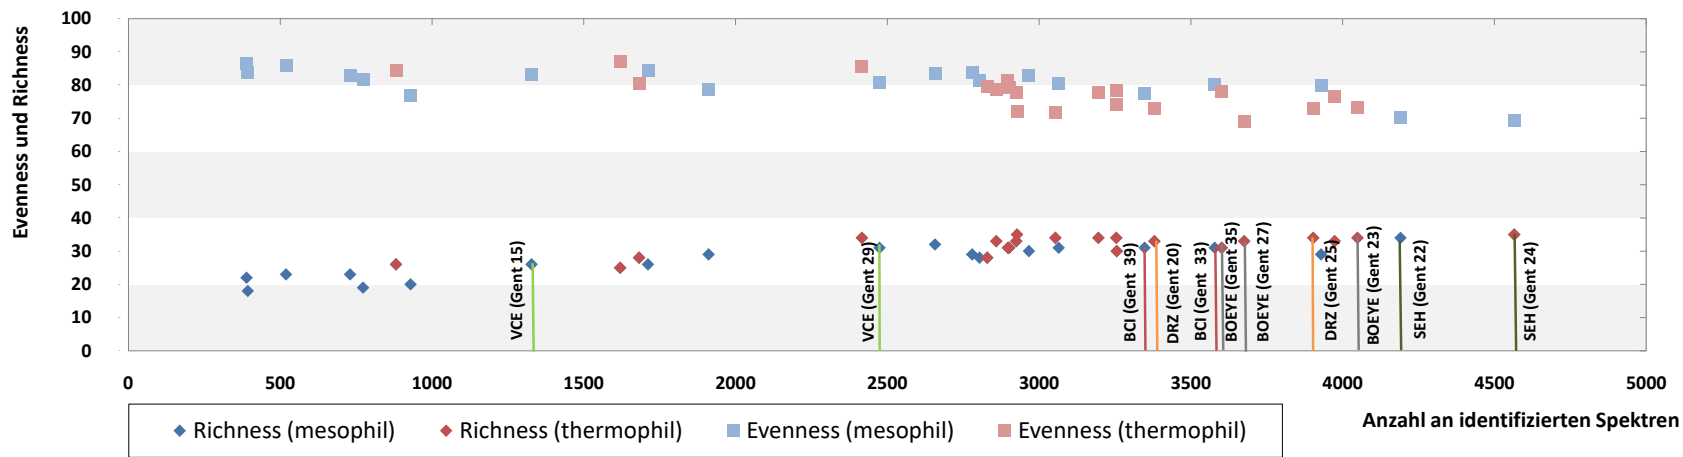 Evenness und Richness
100
90
80
70
60
50
40
30
20
10
0
VCE (Gent 15)
VCE (Gent 29)
BCI (Gent 39)
DRZ (Gent 20)
BCI (Gent 33)
BOEYE (Gent 35)
BOEYE (Gent 27)
DRZ (Gent 25)
BOEYE (Gent 23)
SEH (Gent 22)
SEH (Gent 24)
0 500 1000 1500 2000 2500 3000 3500 4000 4500 5000
Anzahl an identifizierten Spektren
Richness (mesophil) Richness (thermophil) Evenness (mesophil) Evenness (thermophil)